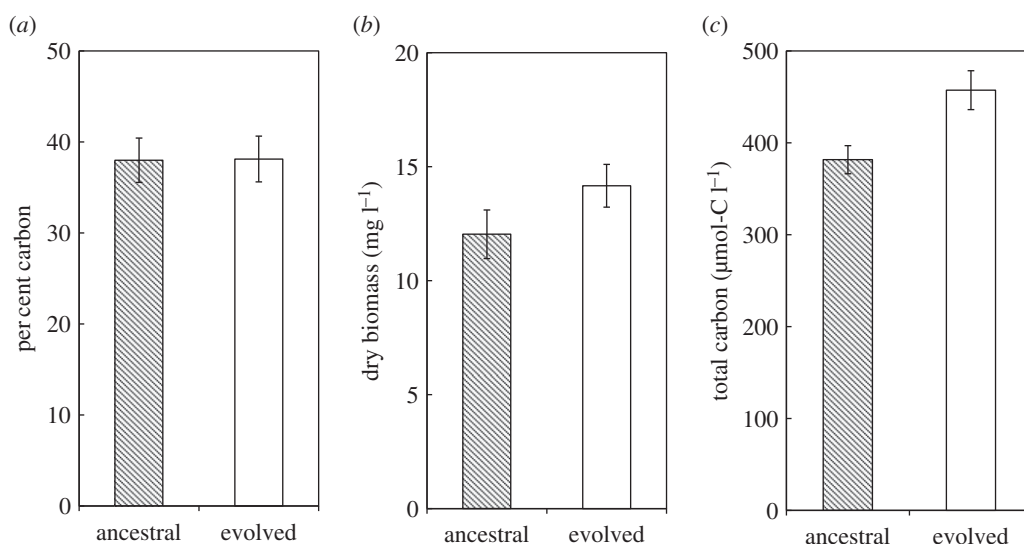 (a)
50
40
30
20
10
0
per cent carbon
ancestral evolved
(b)
20
15
10
5
0
dry biomass (mg l⁻¹)
ancestral evolved
(c)
500
400
300
200
100
0
total carbon (µmol-C l⁻¹)
ancestral evolved